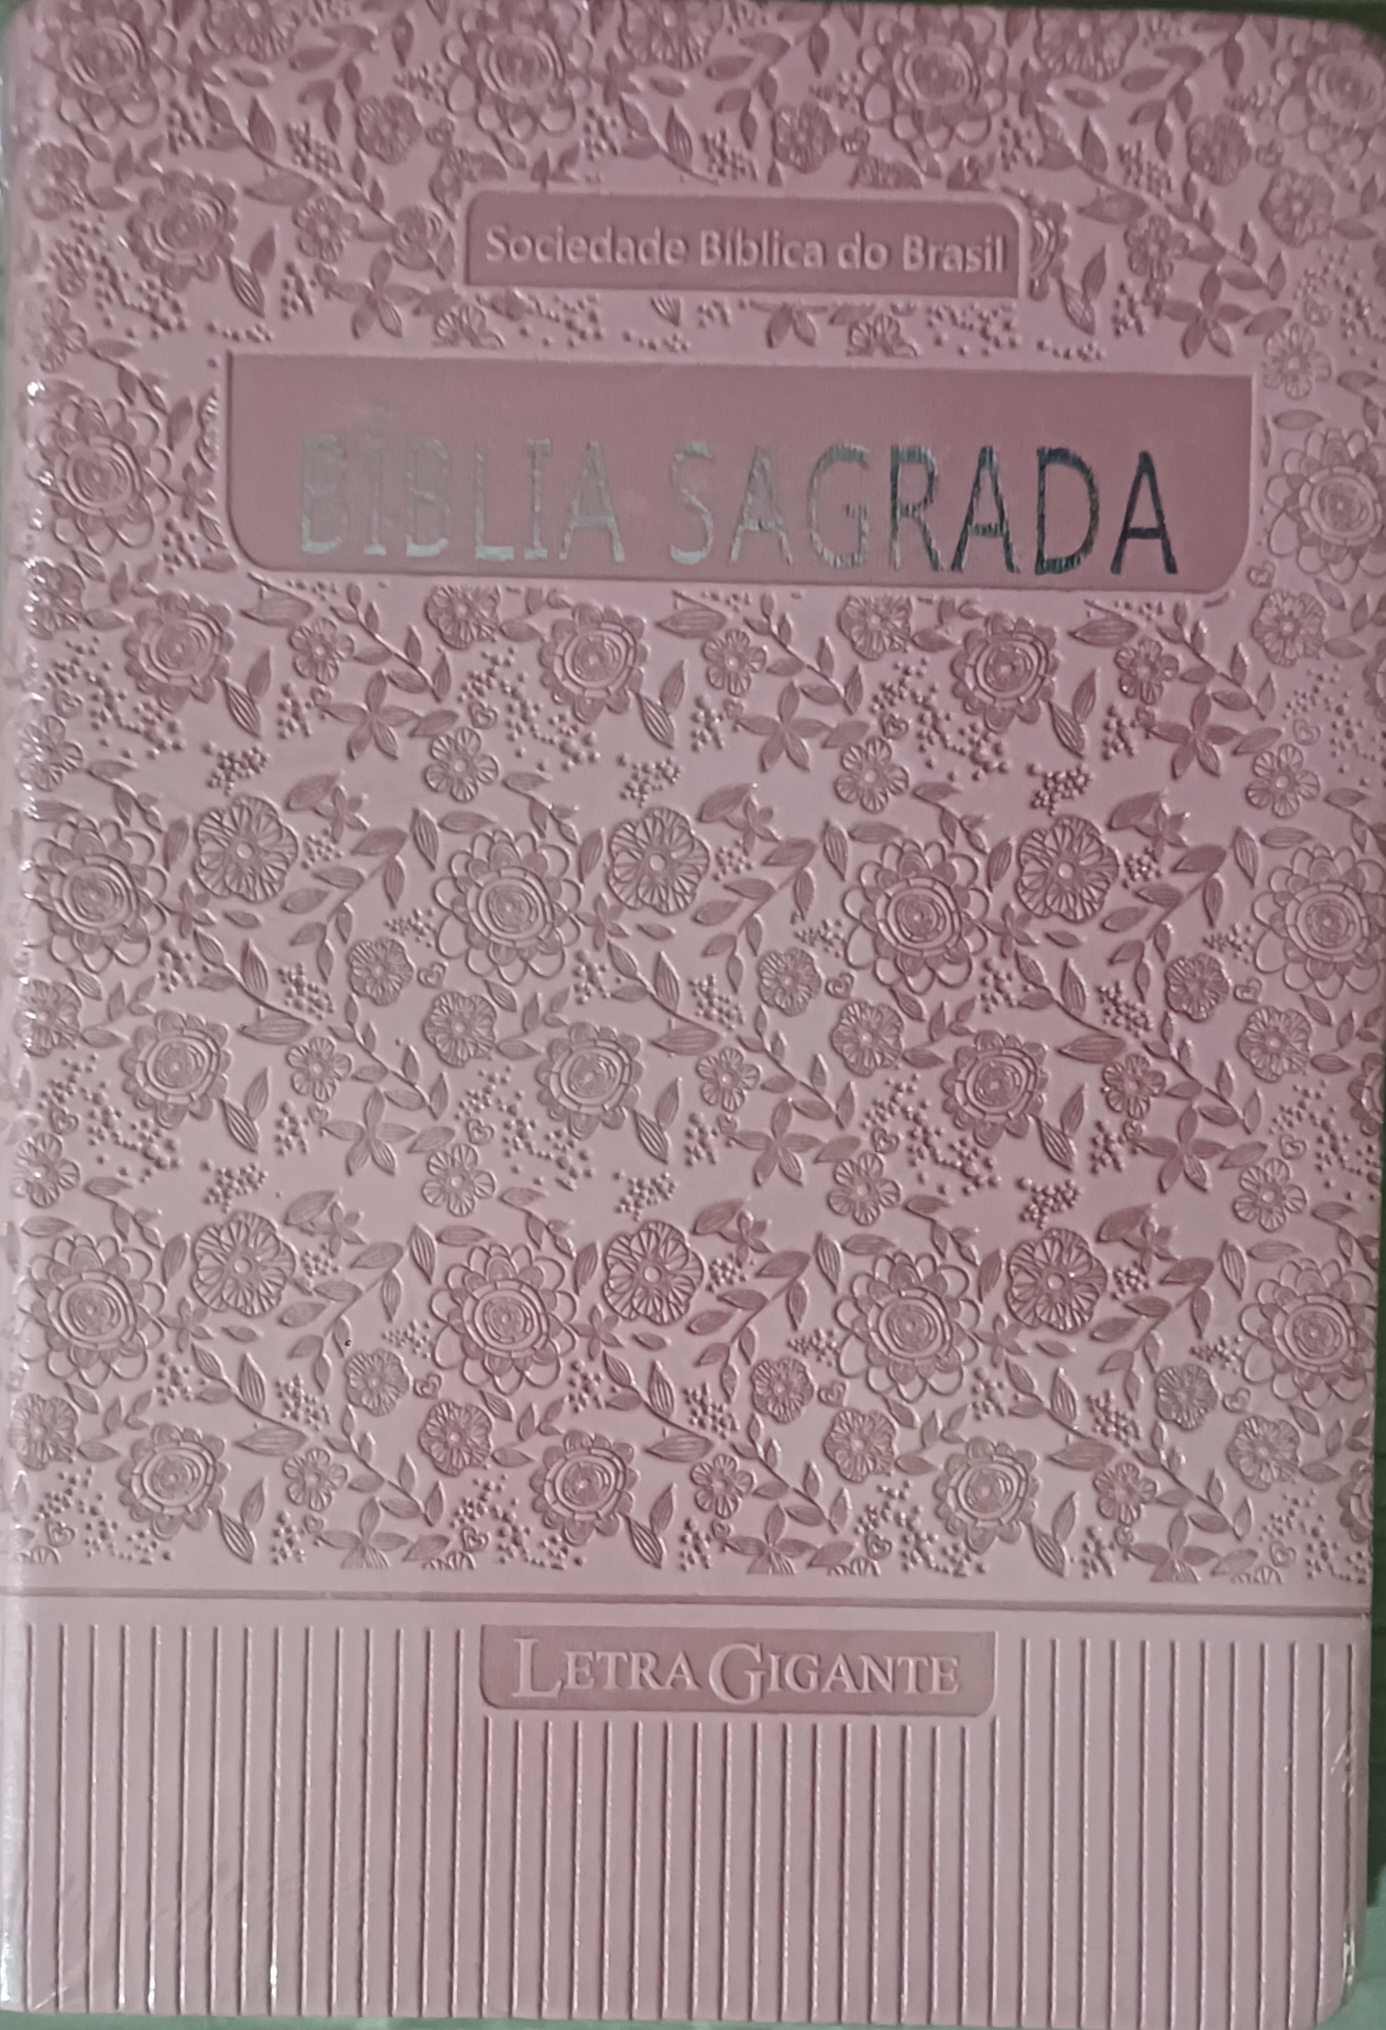 Sociedade Bíblica do Brasil
BÍBLIA SAGRADA
LETRA GIGANTE